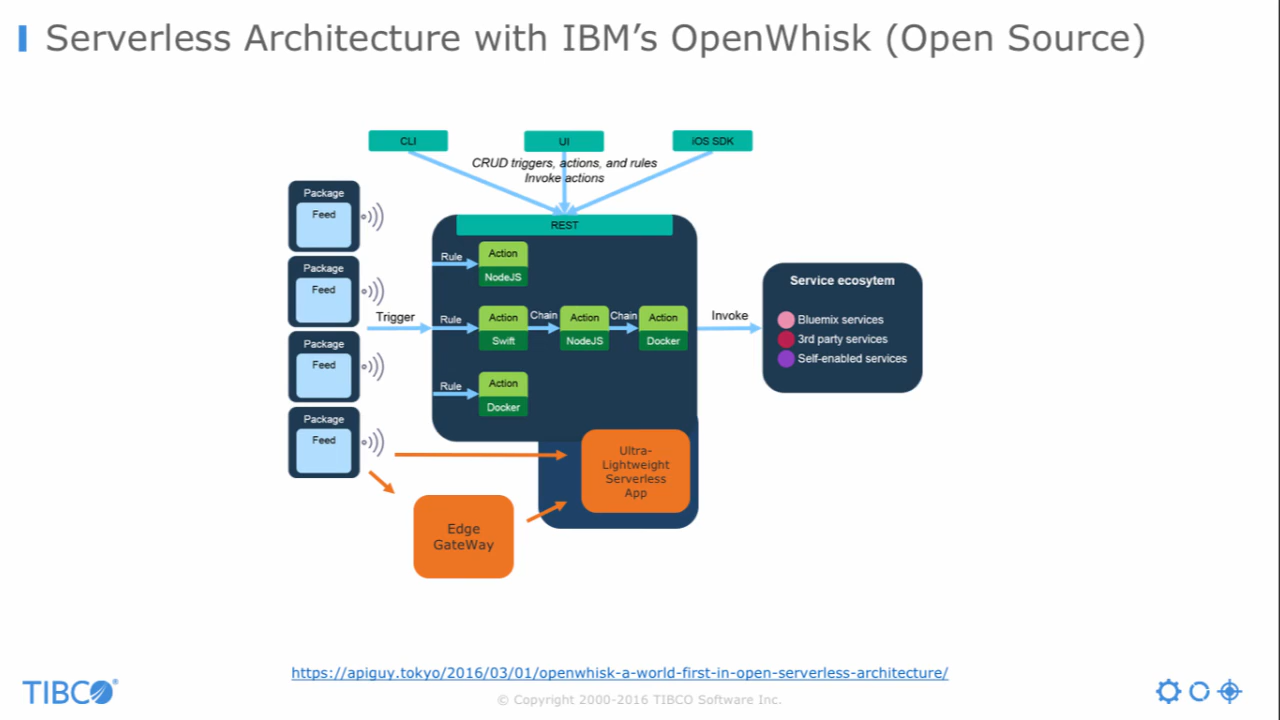 Serverless Architecture with IBM's OpenWhisk (Open Source)
CLI
UI
iOS SDK
CRUD triggers, actions, and rules
Invoke actions
REST
Package
Feed
Package
Feed
Package
Feed
Package
Feed
Trigger
Rule
Action
NodeJS
Rule
Action
Swift
Chain
Action
NodeJS
Chain
Action
Docker
Rule
Action
Docker
Invoke
Service ecosytem
Bluemix services
3rd party services
Self-enabled services
Ultra-
Lightweight
Serverless
App
Edge
GateWay
https://apiguy.tokyo/2016/03/01/openwhisk-a-world-first-in-open-serverless-architecture/
TIBCO®
© Copyright 2000-2016 TIBCO Software Inc.